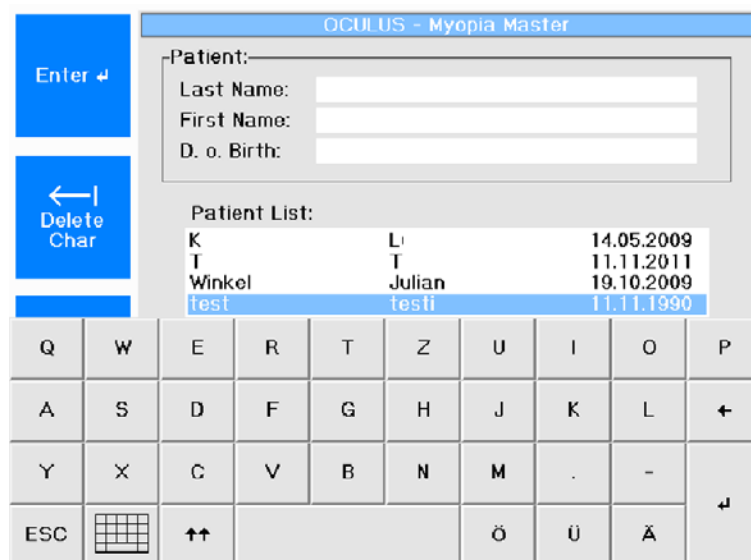 OCULUS - Myopia Master
Enter ↵
Patient:
Last Name:
First Name:
D. o. Birth:
Delete
Char
Patient List:
K 14.05.2009
T T 11.11.2011
Winkel Julian 19.10.2009
test testi 11.11.1990
Q W E R T Z U I O P
A S D F G H J K L ←
Y X C V B N M . - ↵
ESC ↑↑ Ö Ü Ä